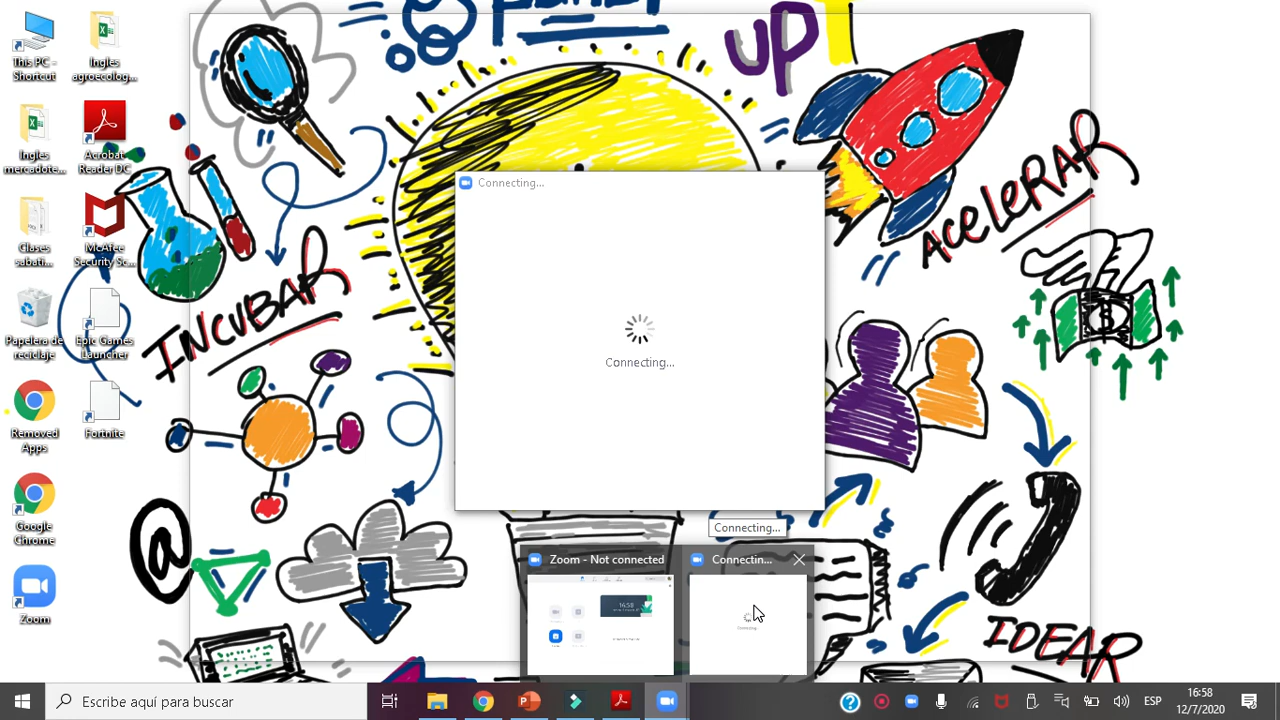 This PC -
Shortcut
Ingles
agroecolog...
Ingles
mercadote...
Acrobat
Reader DC
Clases
sabati...
McAfee
Security Sc...
Papelera de
reciclaje
Epic Games
Launcher
Removed
Apps
Fortnite
Google
Chrome
Zoom
UP
INCUBAR
ACELERAR
IDEAR
@
Connecting...
Connecting...
Connecting...
Zoom - Not connected
Connectin...
16:58
Escribe aquí para buscar
ESP
16:58
12/7/2020